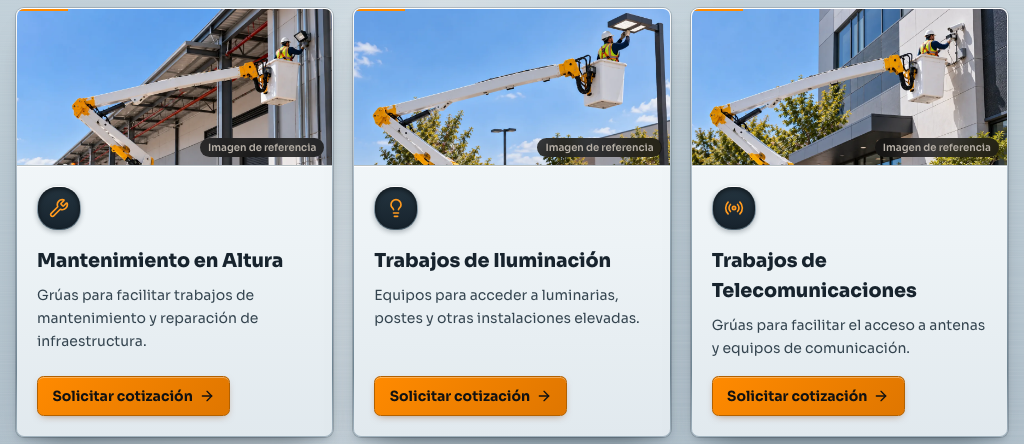 Imagen de referencia
Mantenimiento en Altura
Grúas para facilitar trabajos de
mantenimiento y reparación de
infraestructura.
Solicitar cotización →
Imagen de referencia
Trabajos de Iluminación
Equipos para acceder a luminarias,
postes y otras instalaciones elevadas.
Solicitar cotización →
Imagen de referencia
Trabajos de
Telecomunicaciones
Grúas para facilitar el acceso a antenas
y equipos de comunicación.
Solicitar cotización →